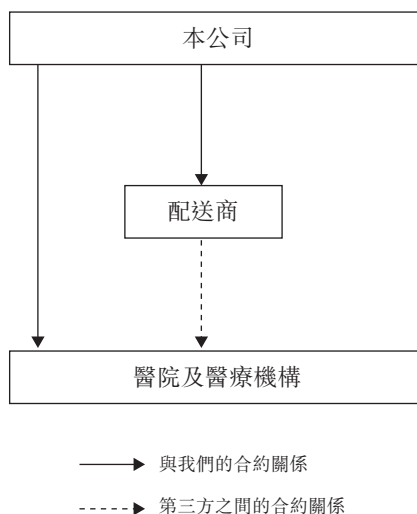 本公司
配送商
醫院及醫療機構
與我們的合約關係
第三方之間的合約關係